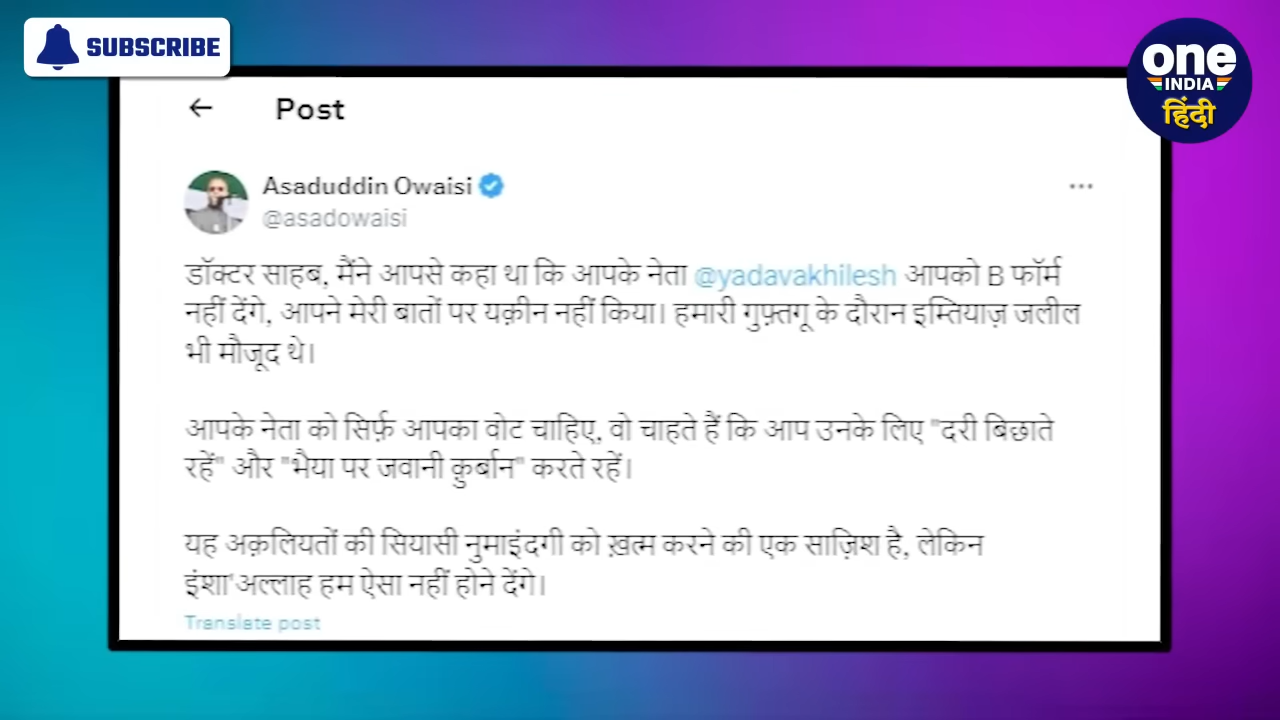 SUBSCRIBE
one
INDIA
हिंदी
Post
Asaduddin Owaisi
@asadowaisi
डॉक्टर साहब, मैंने आपसे कहा था कि आपके नेता @yadavakhilesh आपको B फॉर्म
नहीं देंगे, आपने मेरी बातों पर यक़ीन नहीं किया। हमारी गुफ़्तगू के दौरान इम्तियाज़ जलील
भी मौजूद थे।
आपके नेता को सिर्फ़ आपका वोट चाहिए, वो चाहते हैं कि आप उनके लिए "दरी बिछाते
रहें" और "भैया पर जवानी क़ुर्बान" करते रहें।
यह अक़लियतों की सियासी नुमाइंदगी को ख़त्म करने की एक साज़िश है, लेकिन
इंशा'अल्लाह हम ऐसा नहीं होने देंगे।
Translate post